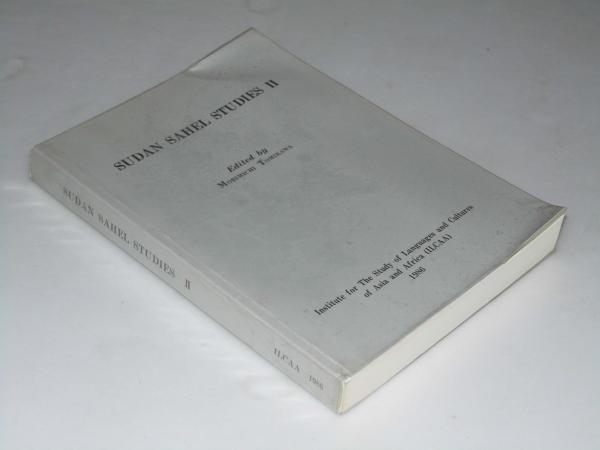 SUDAN SAHEL STUDIES II
Edited by
MORIMICHI TOMIKAWA
Institute for The Study of Languages and Cultures
of Asia and Africa (ILCAA)
1986
SUDAN SAHEL STUDIES II
ILCAA 1986